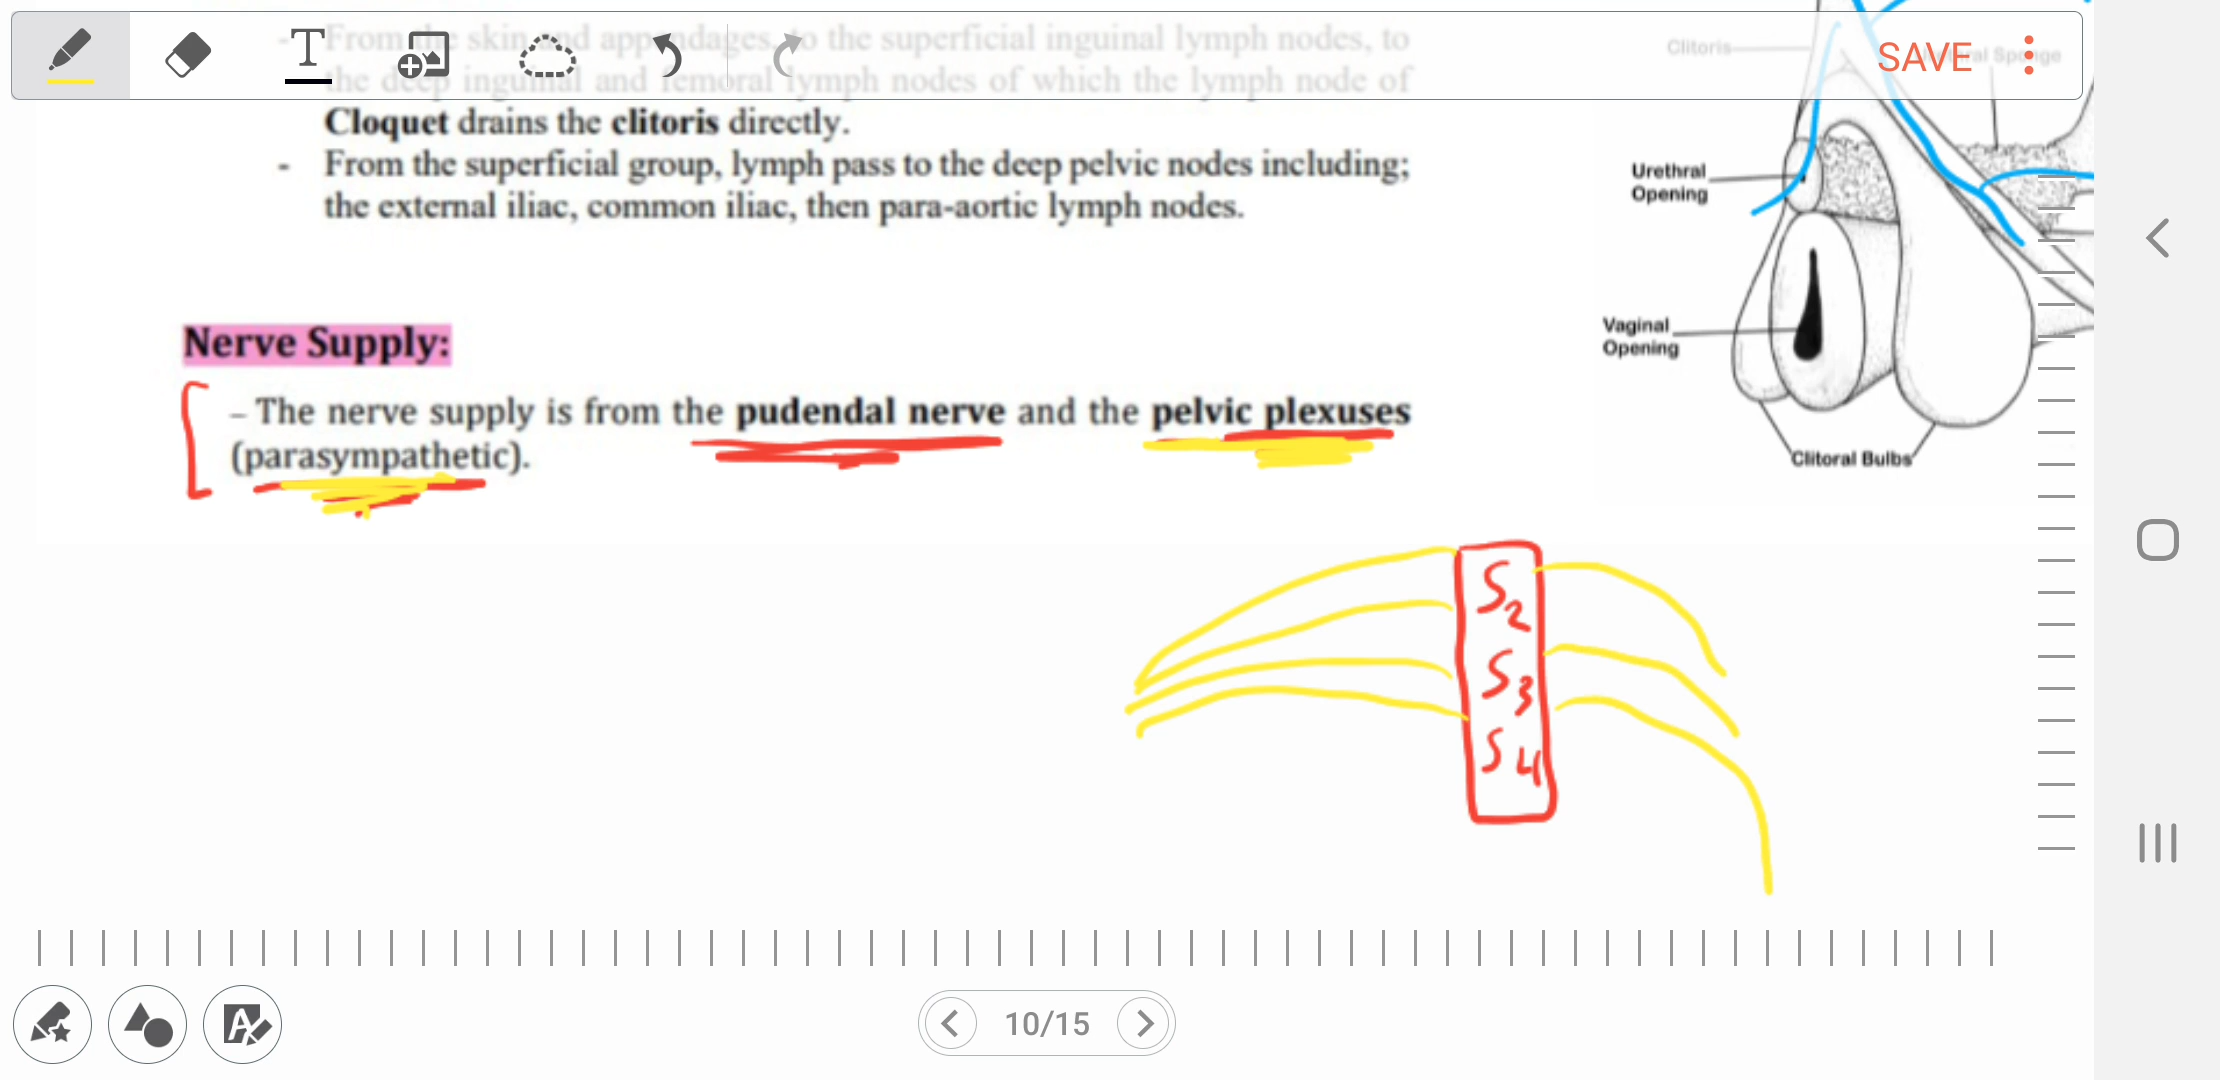 - From the skin and appendages, to the superficial inguinal lymph nodes, to
the deep inguinal and femoral lymph nodes of which the lymph node of
Cloquet drains the clitoris directly.
- From the superficial group, lymph pass to the deep pelvic nodes including;
the external iliac, common iliac, then para-aortic lymph nodes.
T
SAVE
Clitoris
Urethral Sponge
Urethral
Opening
Vaginal
Opening
Clitoral Bulbs
Nerve Supply:
– The nerve supply is from the pudendal nerve and the pelvic plexuses
(parasympathetic).
S2
S3
S4
A
10/15